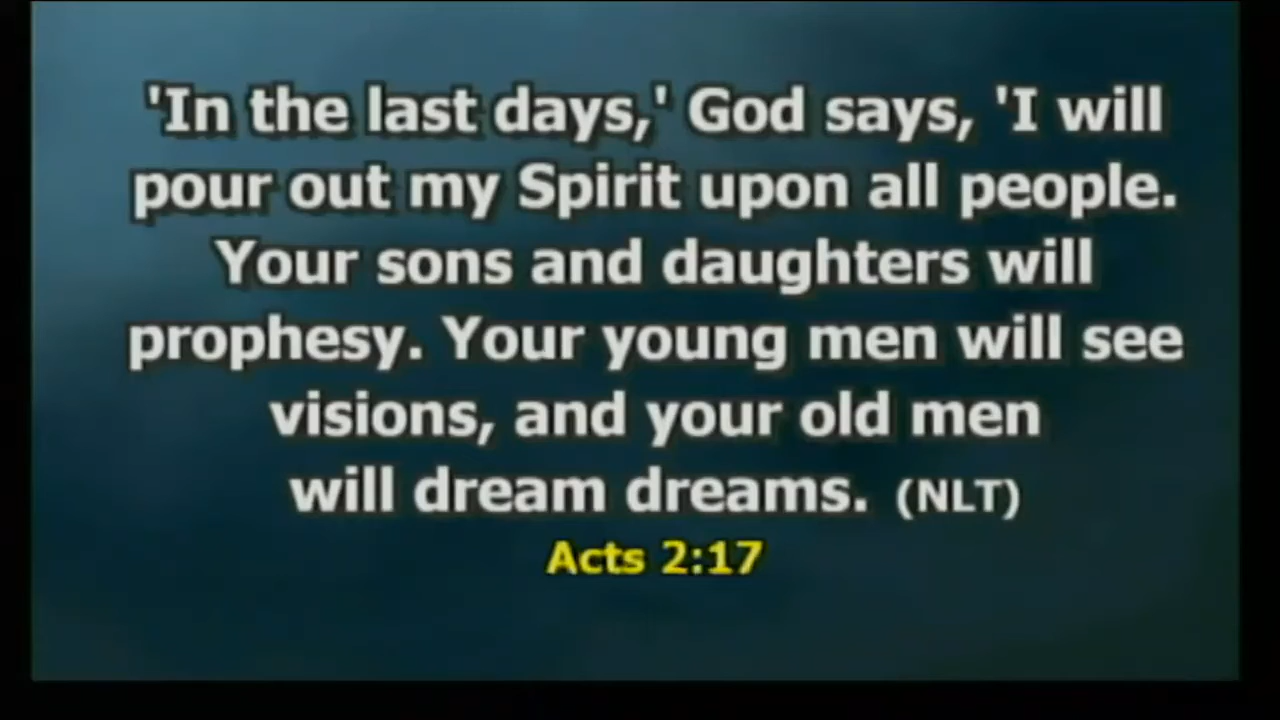 'In the last days,' God says, 'I will
pour out my Spirit upon all people.
Your sons and daughters will
prophesy. Your young men will see
visions, and your old men
will dream dreams. (NLT)
Acts 2:17